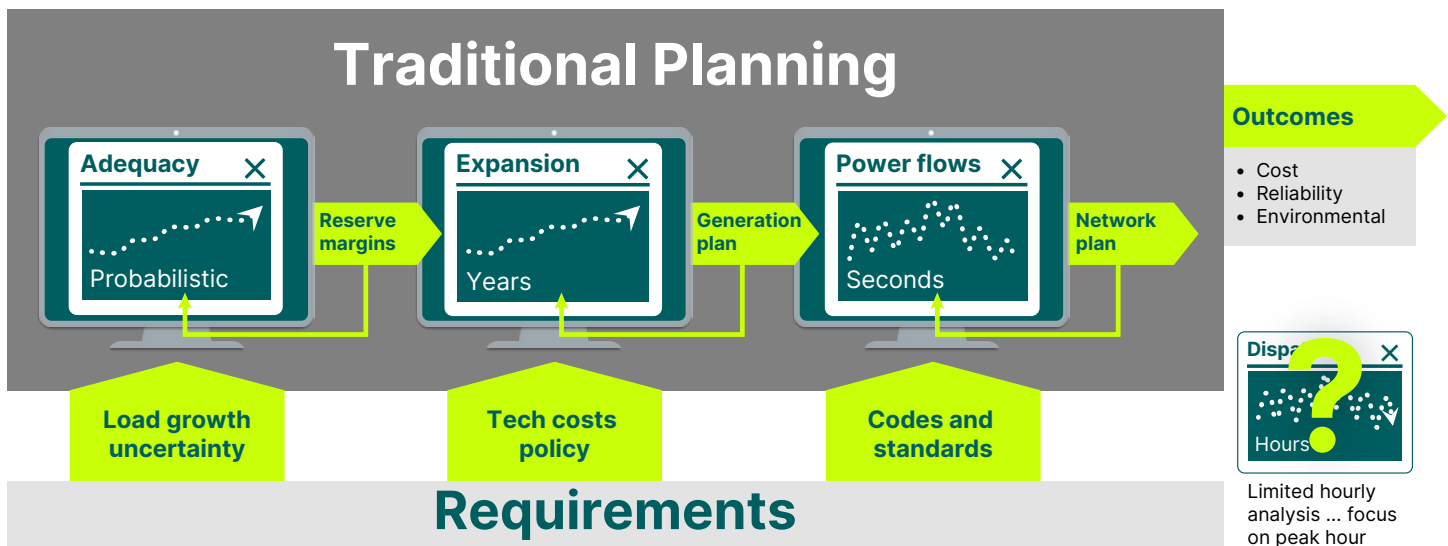 Traditional Planning
Adequacy
Probabilistic
Reserve
margins
Expansion
Years
Generation
plan
Power flows
Seconds
Network
plan
Outcomes
• Cost
• Reliability
• Environmental
Load growth
uncertainty
Tech costs
policy
Codes and
standards
Requirements
?
Hours
Limited hourly
analysis ... focus
on peak hour